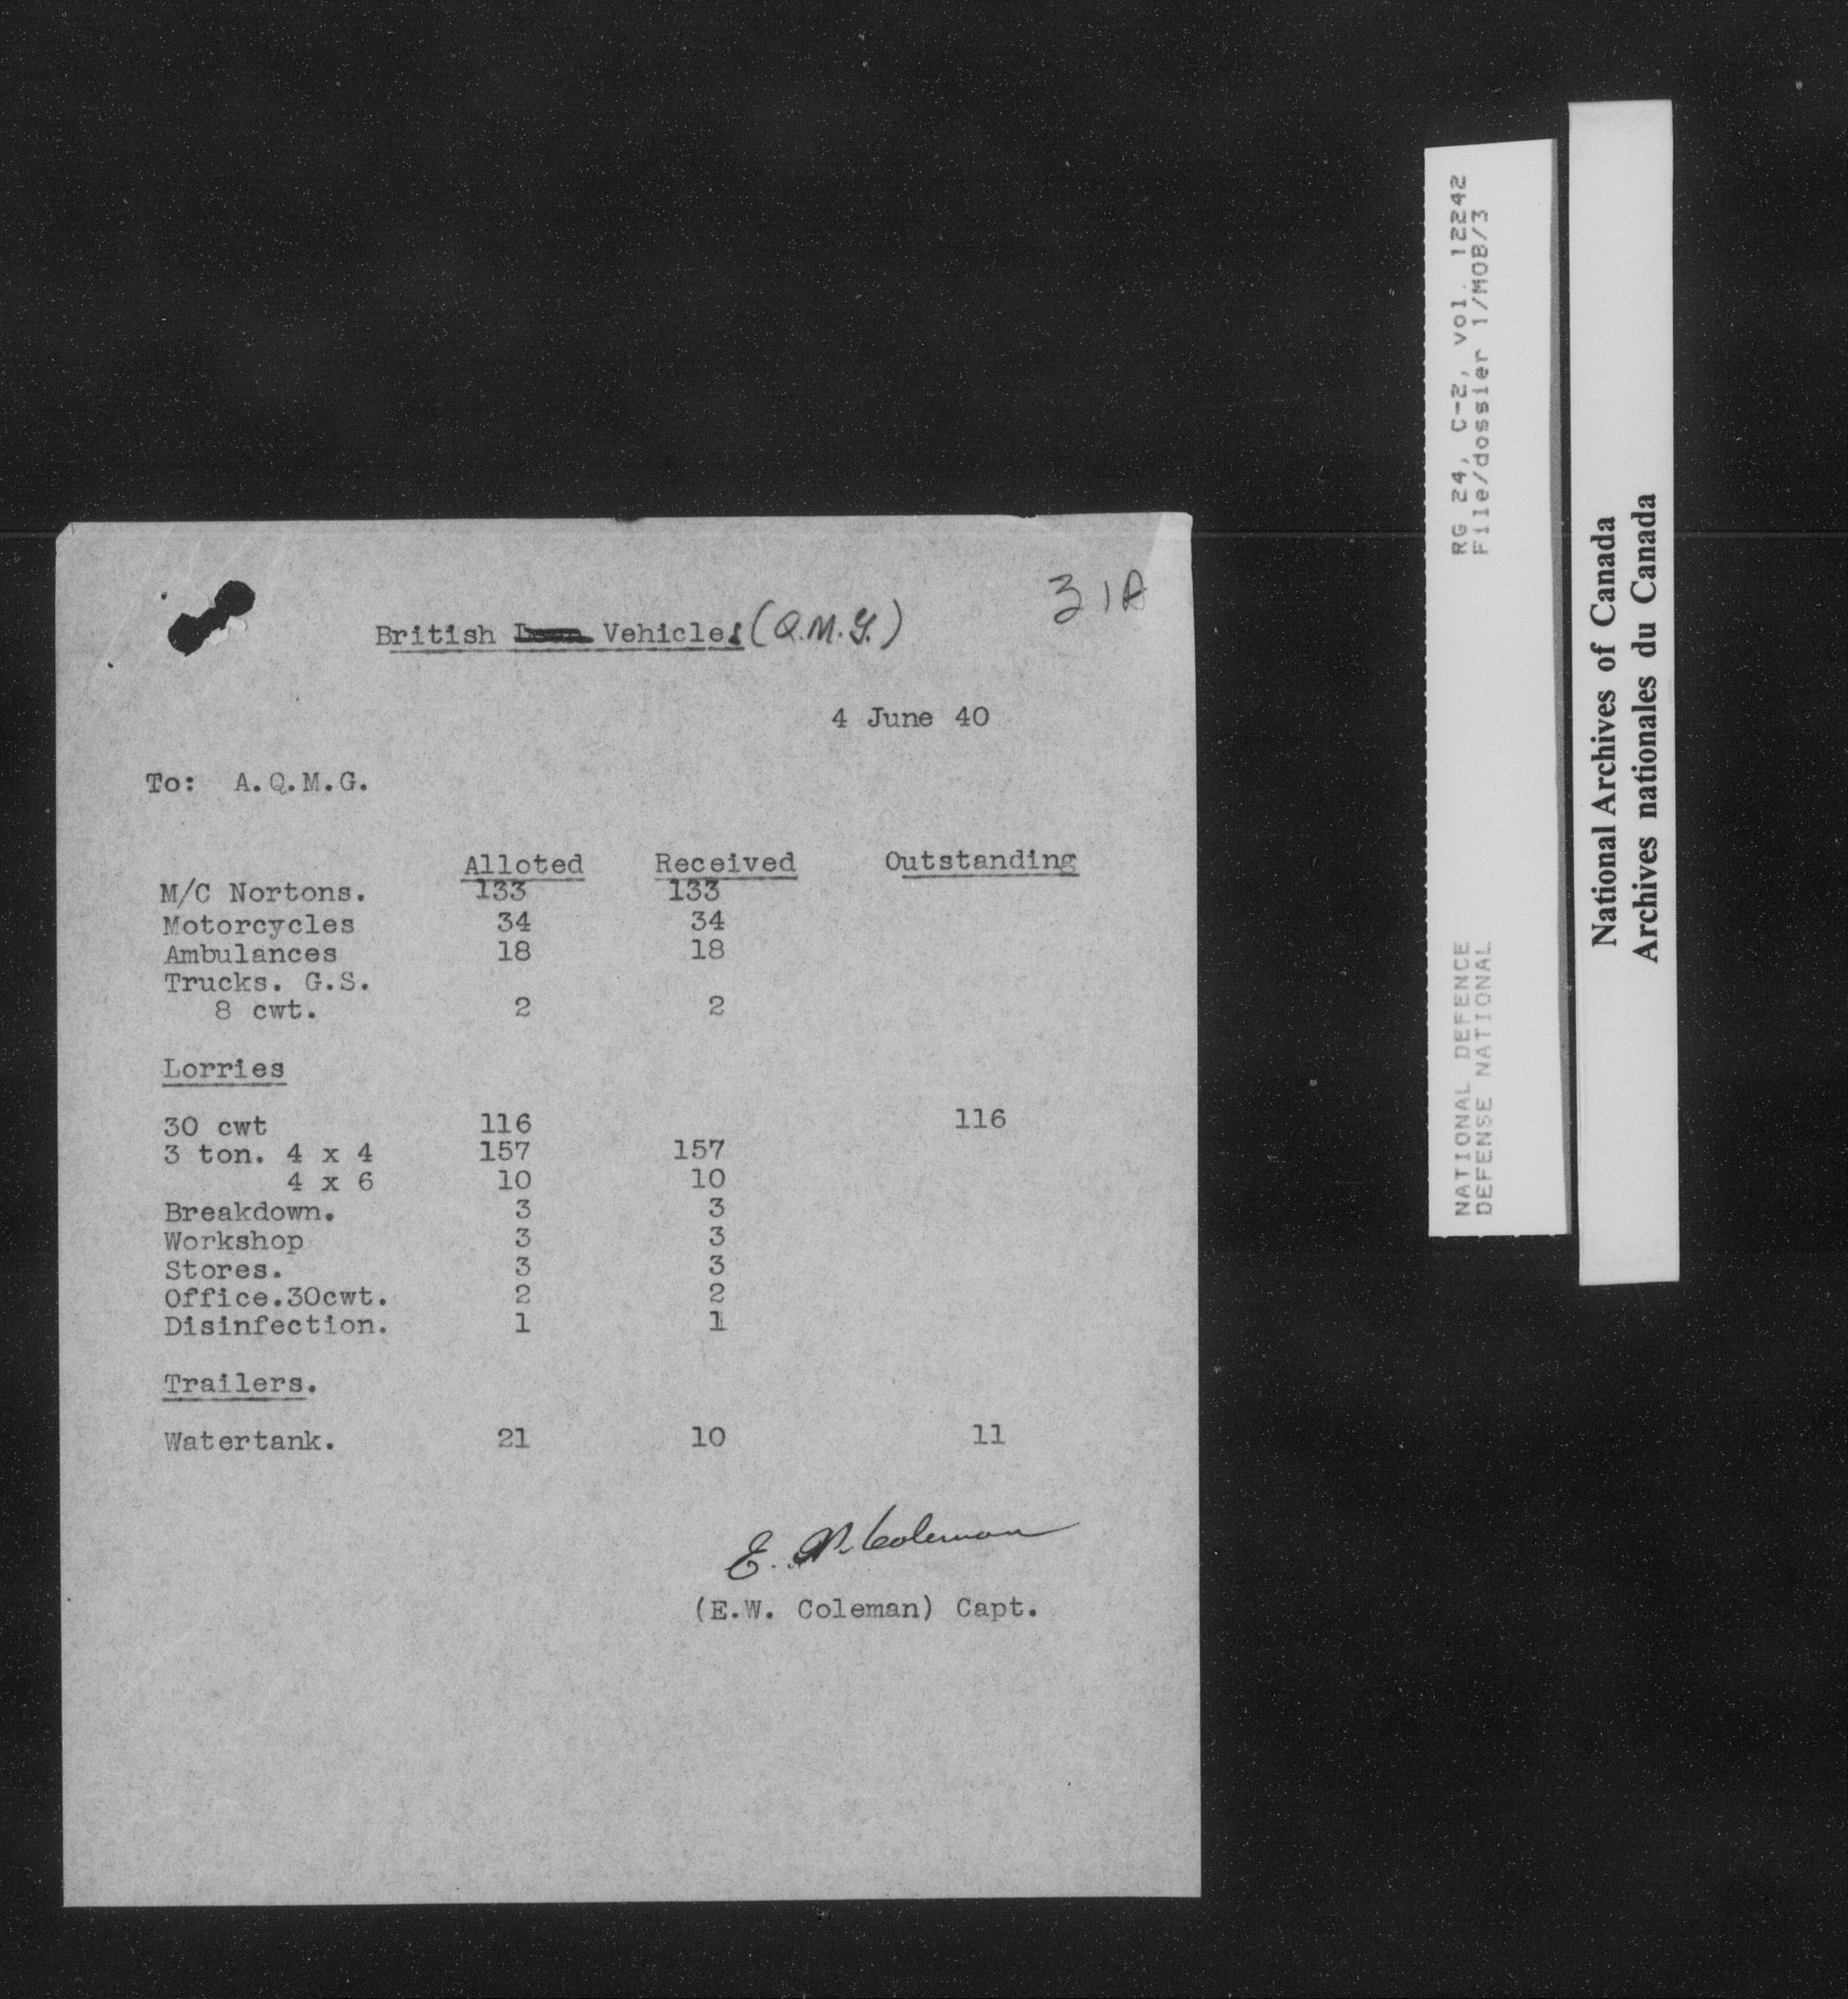 31A
British Vehicles (Q.M.G.)
4 June 40
To: A.Q.M.G.
Alloted Received Outstanding
M/C Nortons. 133 133
Motorcycles 34 34
Ambulances 18 18
Trucks. G.S.
8 cwt. 2 2
Lorries
30 cwt 116 116
3 ton. 4 x 4 157 157
4 x 6 10 10
Breakdown. 3 3
Workshop 3 3
Stores. 3 3
Office.30cwt. 2 2
Disinfection. 1 1
Trailers.
Watertank. 21 10 11
E. W. Coleman
(E.W. Coleman) Capt.
NATIONAL DEFENCE RG 24, C-2, vol. 12242
DEFENSE NATIONAL File/dossier 1/MOB/3
National Archives of Canada
Archives nationales du Canada